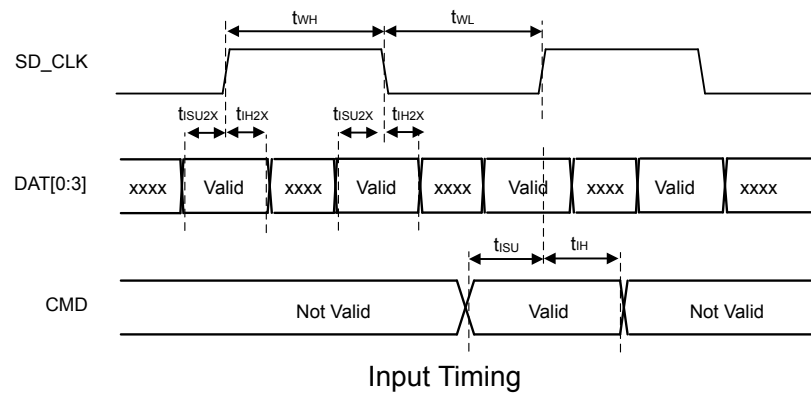 tWH tWL
SD_CLK
tISU2X tIH2X tISU2X tIH2X
DAT[0:3] xxxx Valid xxxx Valid xxxx Valid xxxx Valid xxxx
tISU tIH
CMD Not Valid Valid Not Valid
Input Timing